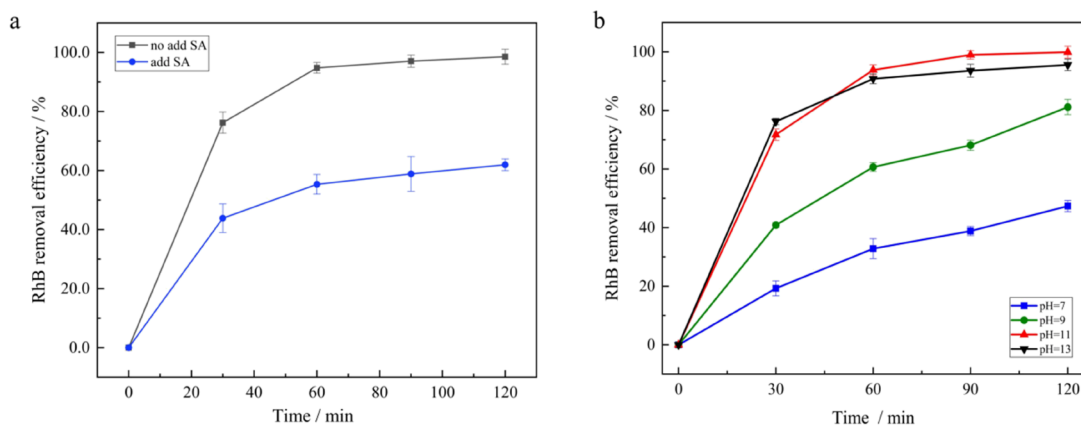 a
no add SA
add SA
RhB removal efficiency / %
100.0
80.0
60.0
40.0
20.0
0.0
0 20 40 60 80 100 120
Time / min
b
RhB removal efficiency / %
100
80
60
40
20
0
pH=7
pH=9
pH=11
pH=13
0 30 60 90 120
Time / min